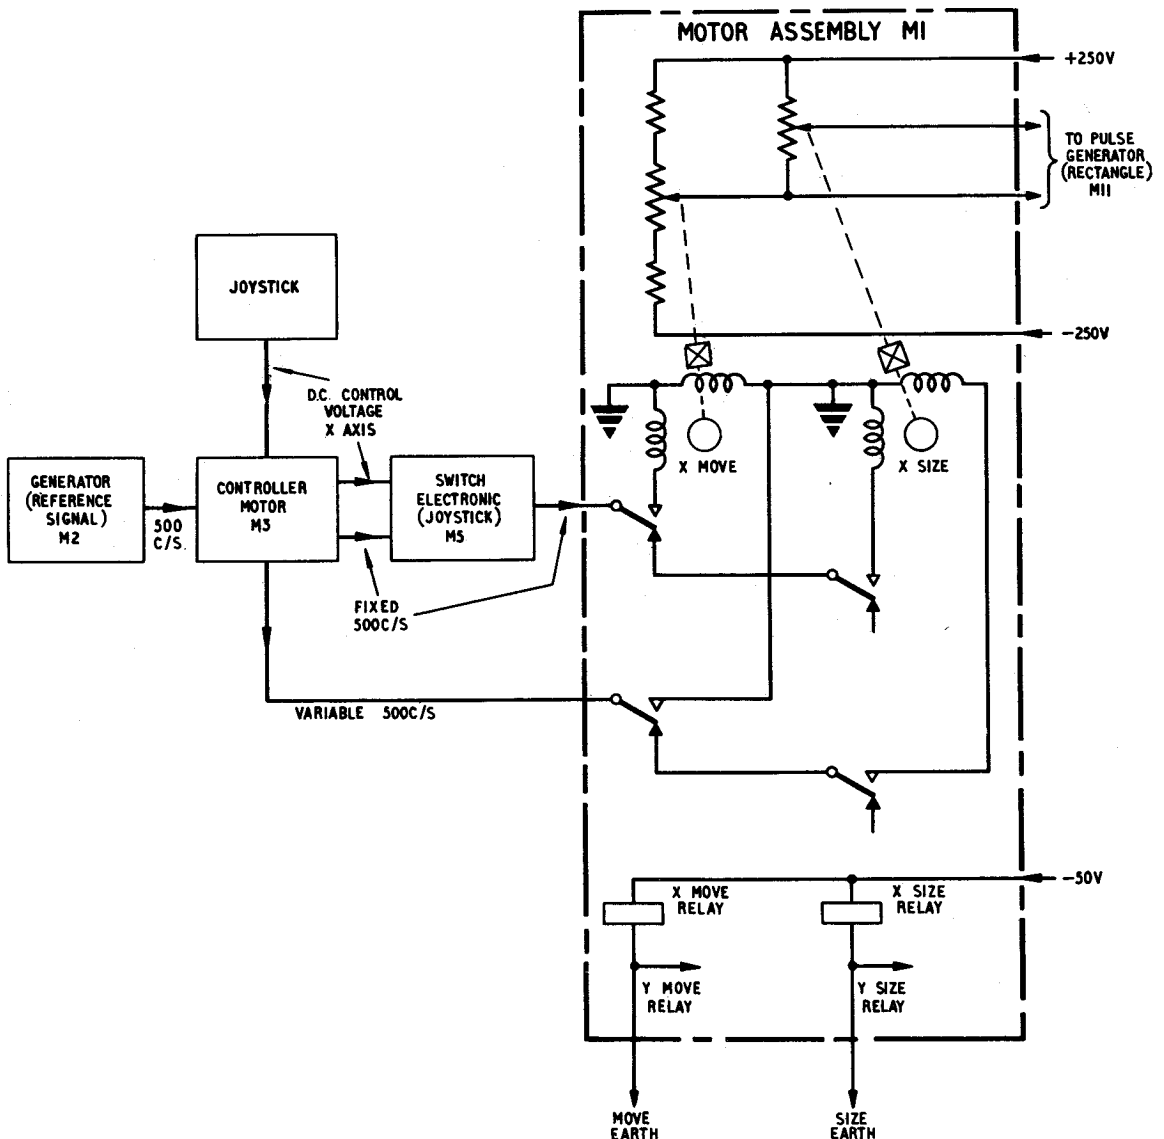 MOTOR ASSEMBLY M1
+250V
TO PULSE
GENERATOR
(RECTANGLE)
M11
-250V
JOYSTICK
D.C. CONTROL
VOLTAGE
X AXIS
GENERATOR
(REFERENCE
SIGNAL)
M2
500
C/S.
CONTROLLER
MOTOR
M3
SWITCH
ELECTRONIC
(JOYSTICK)
M5
X MOVE
X SIZE
FIXED
500C/S
VARIABLE 500C/S
-50V
X MOVE
RELAY
X SIZE
RELAY
Y MOVE
RELAY
Y SIZE
RELAY
MOVE
EARTH
SIZE
EARTH